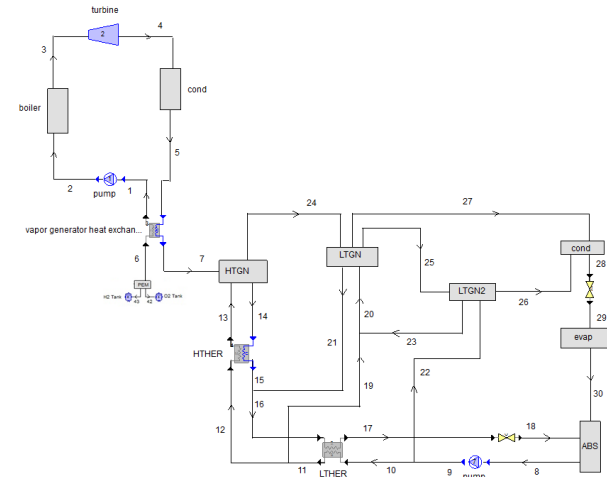 turbine
4
2
3
cond
boiler
5
2
1
pump
27
24
vapor generator heat exchan...
LTGN
cond
6
7
28
HTGN
25
LTGN2
26
PEM
H2 Tank
43
42
O2 Tank
29
13
14
20
21
23
evap
HTHER
22
15
19
30
16
12
17
18
ABS
11
10
9
8
LTHER
pump